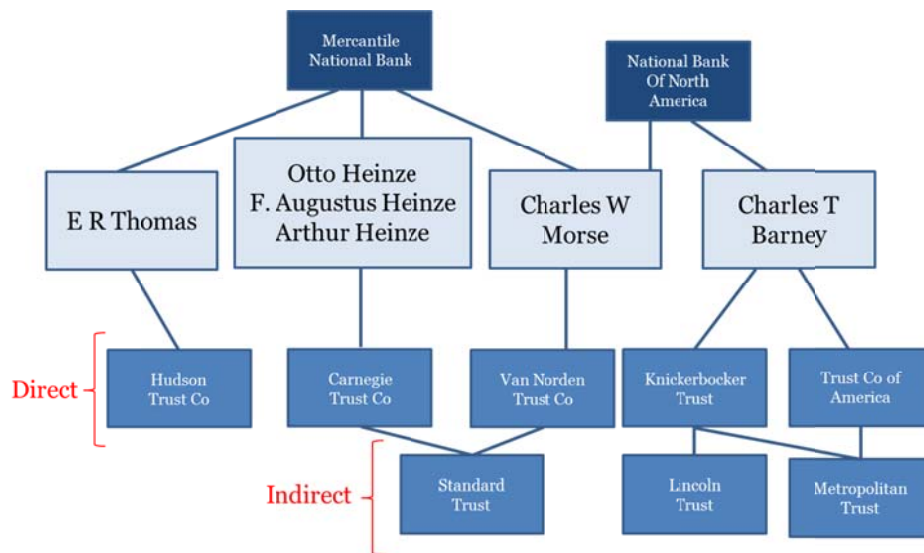 Mercantile
National Bank
National Bank
Of North
America
E R Thomas
Otto Heinze
F. Augustus Heinze
Arthur Heinze
Charles W
Morse
Charles T
Barney
Direct
Hudson
Trust Co
Carnegie
Trust Co
Van Norden
Trust Co
Knickerbocker
Trust
Trust Co of
America
Indirect
Standard
Trust
Lincoln
Trust
Metropolitan
Trust